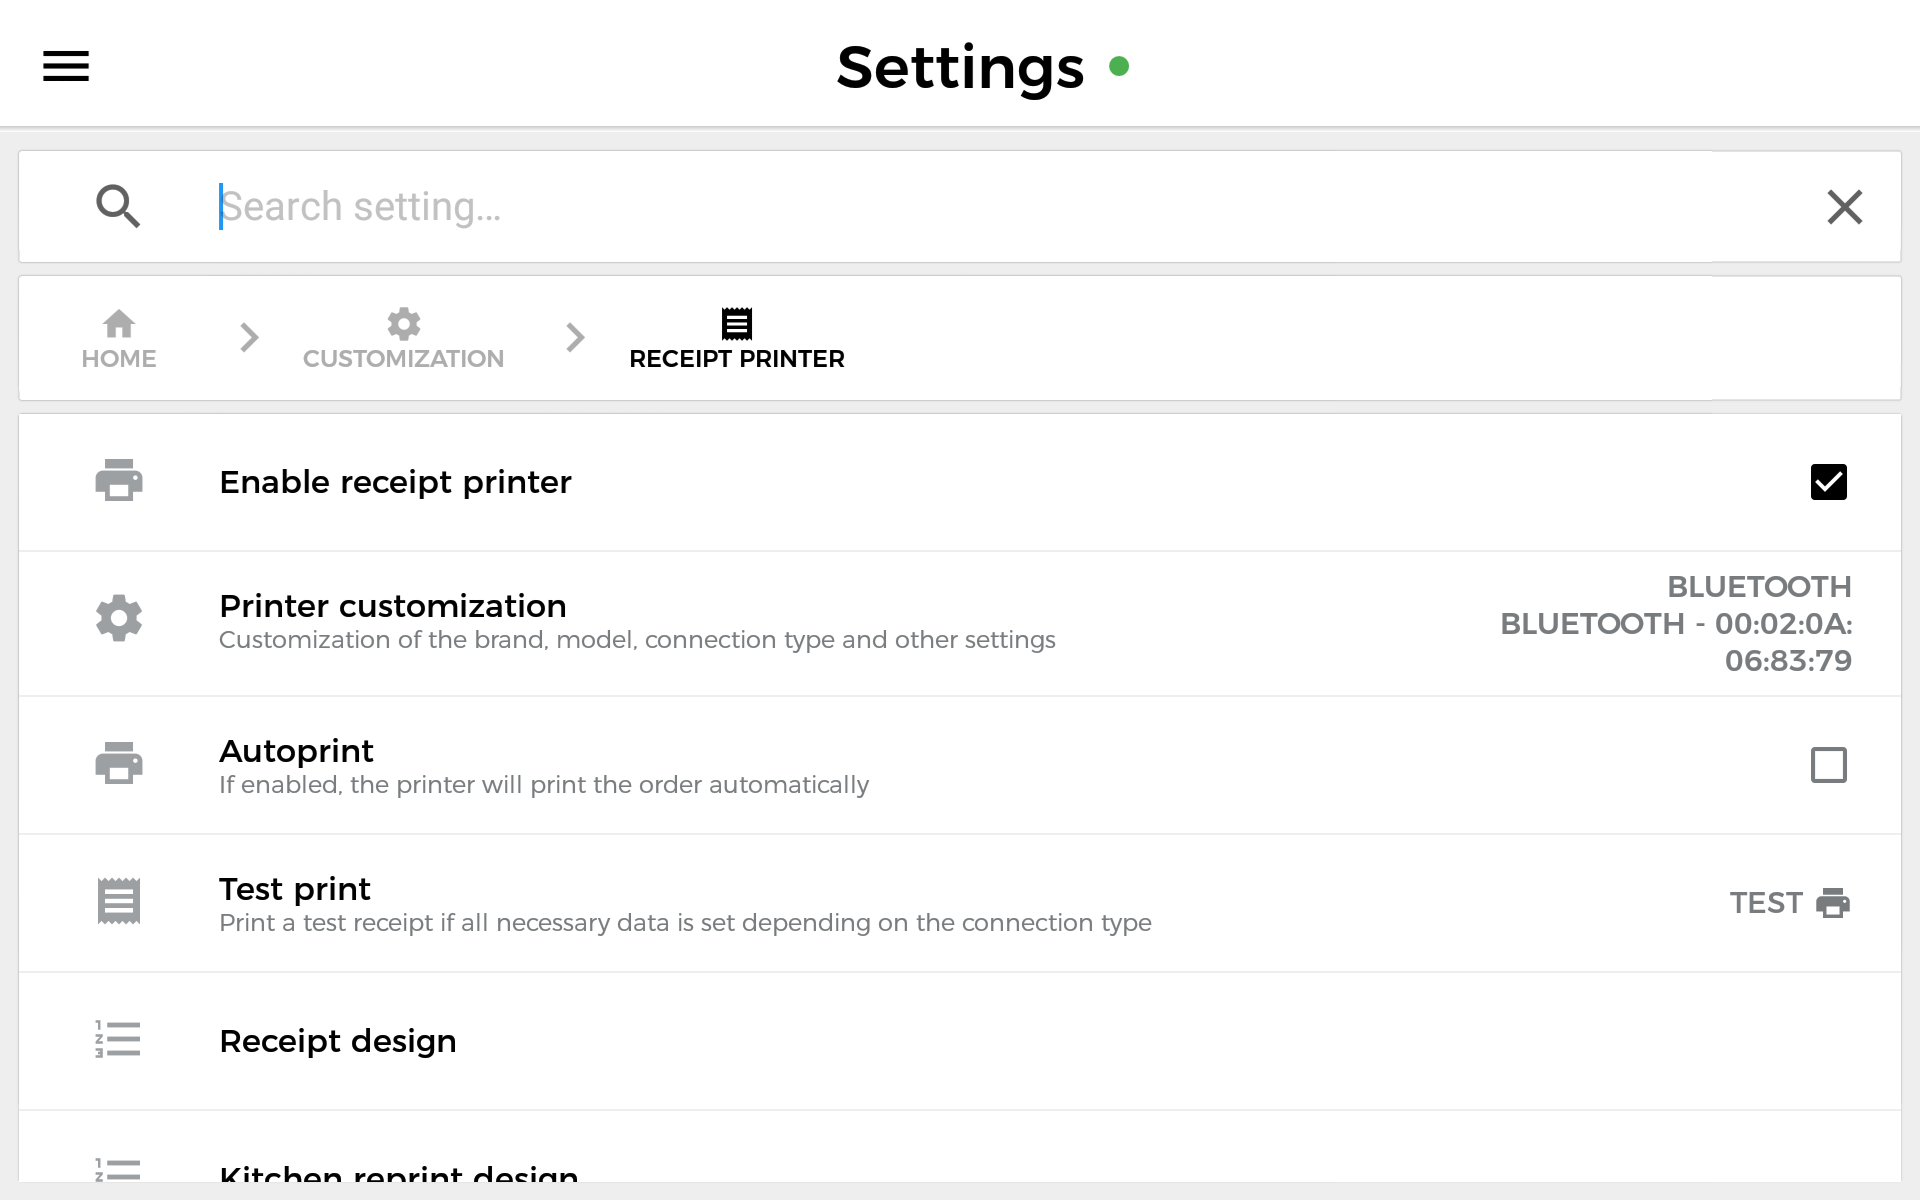 Settings
Search setting...
HOME
CUSTOMIZATION
RECEIPT PRINTER
Enable receipt printer
Printer customization
Customization of the brand, model, connection type and other settings
BLUETOOTH
BLUETOOTH - 00:02:0A:
06:83:79
Autoprint
If enabled, the printer will print the order automatically
Test print
Print a test receipt if all necessary data is set depending on the connection type
TEST
Receipt design
Kitchen reprint design